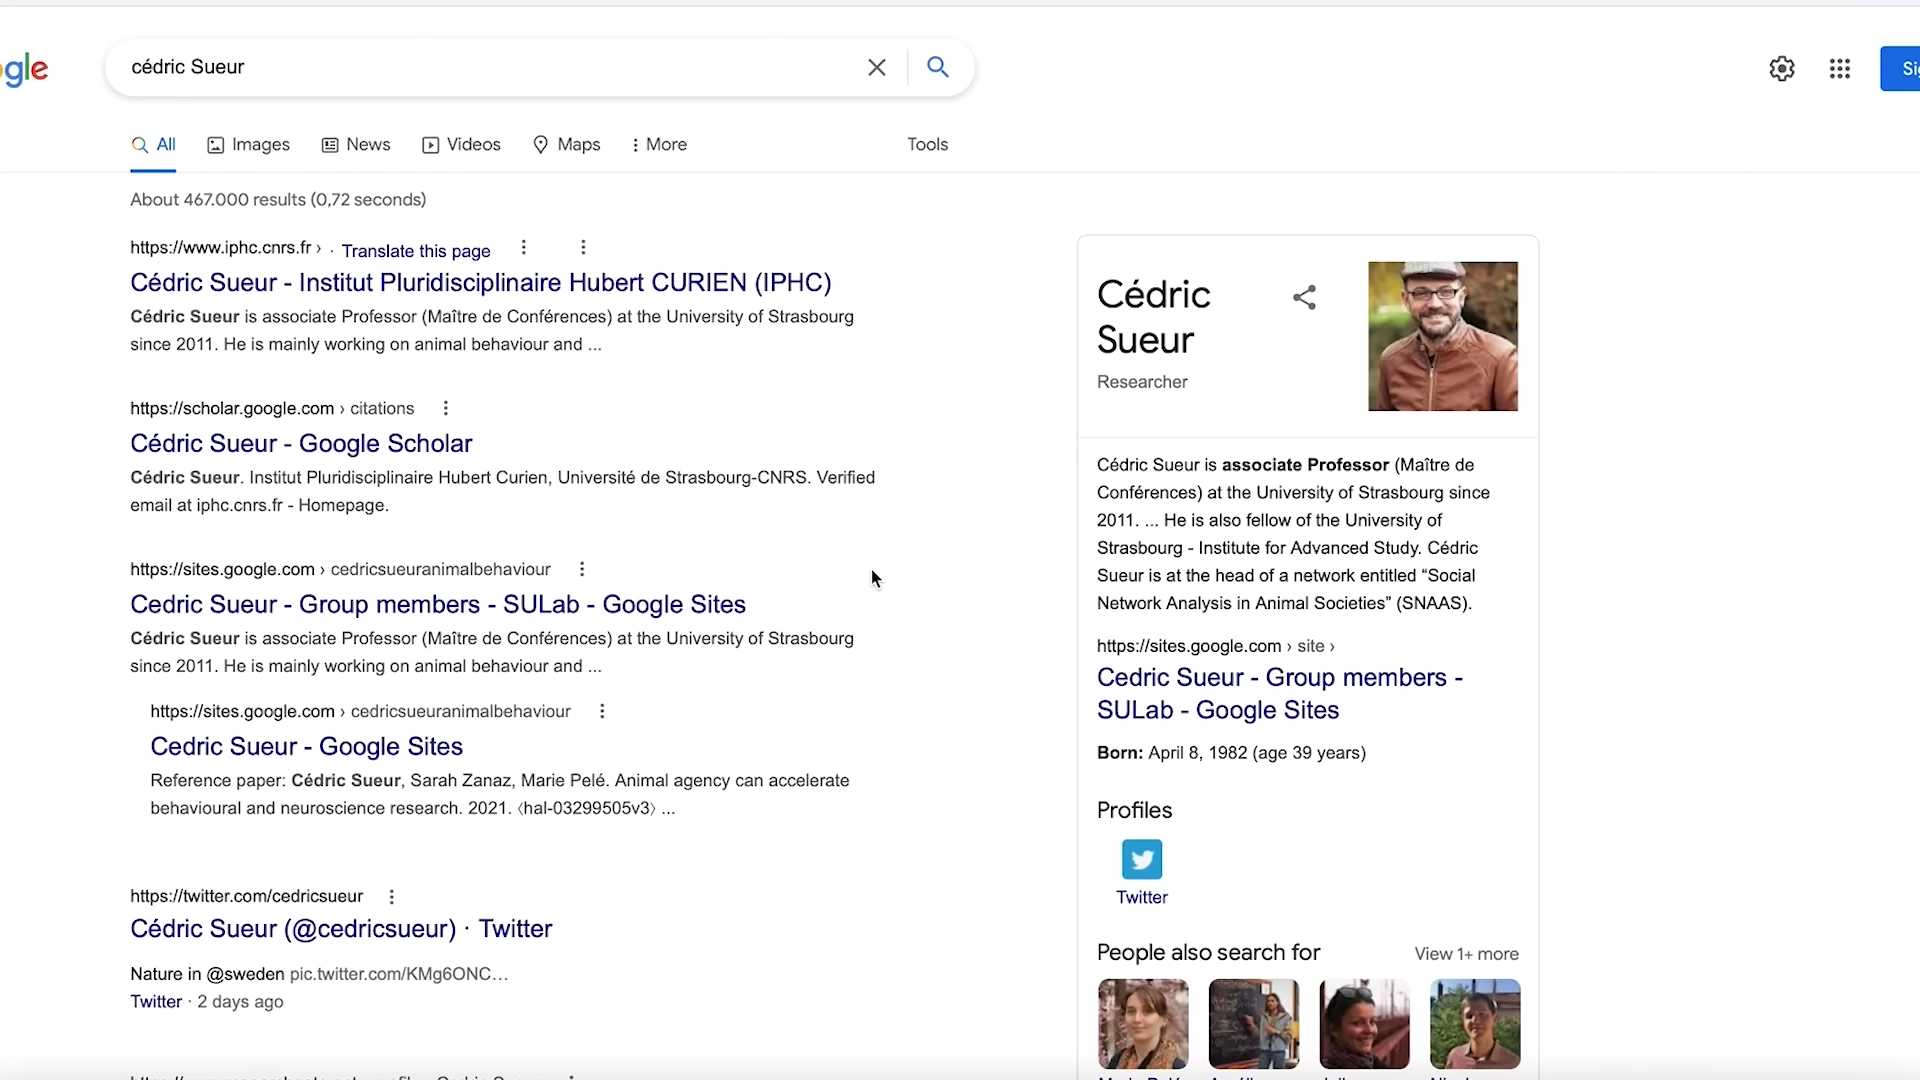 gle
cédric Sueur
Si
All
Images
News
Videos
Maps
More
Tools
About 467.000 results (0,72 seconds)
https://www.iphc.cnrs.fr › · Translate this page
Cédric Sueur - Institut Pluridisciplinaire Hubert CURIEN (IPHC)
Cédric Sueur is associate Professor (Maître de Conférences) at the University of Strasbourg
since 2011. He is mainly working on animal behaviour and ...
https://scholar.google.com › citations
Cédric Sueur - Google Scholar
Cédric Sueur. Institut Pluridisciplinaire Hubert Curien, Université de Strasbourg-CNRS. Verified
email at iphc.cnrs.fr - Homepage.
https://sites.google.com › cedricsueuranimalbehaviour
Cedric Sueur - Group members - SULab - Google Sites
Cédric Sueur is associate Professor (Maître de Conférences) at the University of Strasbourg
since 2011. He is mainly working on animal behaviour and ...
https://sites.google.com › cedricsueuranimalbehaviour
Cedric Sueur - Google Sites
Reference paper: Cédric Sueur, Sarah Zanaz, Marie Pelé. Animal agency can accelerate
behavioural and neuroscience research. 2021. ⟨hal-03299505v3⟩ ...
https://twitter.com/cedricsueur
Cédric Sueur (@cedricsueur) · Twitter
Nature in @sweden pic.twitter.com/KMg6ONC…
Twitter · 2 days ago
Cédric
Sueur
Researcher
Cédric Sueur is associate Professor (Maître de
Conférences) at the University of Strasbourg since
2011. ... He is also fellow of the University of
Strasbourg - Institute for Advanced Study. Cédric
Sueur is at the head of a network entitled “Social
Network Analysis in Animal Societies” (SNAAS).
https://sites.google.com › site ›
Cedric Sueur - Group members -
SULab - Google Sites
Born: April 8, 1982 (age 39 years)
Profiles
Twitter
People also search for
View 1+ more